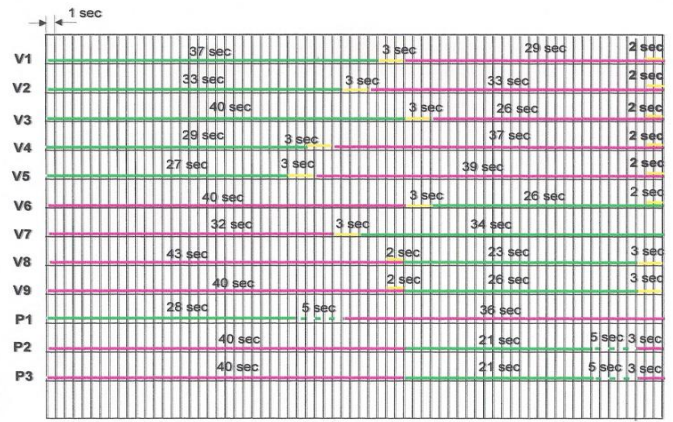 1 sec
V1 37 sec 3 sec 29 sec 2 sec
V2 33 sec 3 sec 33 sec 2 sec
V3 40 sec 3 sec 26 sec 2 sec
V4 29 sec 3 sec 37 sec 2 sec
V5 27 sec 3 sec 39 sec 2 sec
V6 40 sec 3 sec 26 sec 2 sec
V7 32 sec 3 sec 34 sec
V8 43 sec 2 sec 23 sec 3 sec
V9 40 sec 2 sec 26 sec 3 sec
P1 28 sec 5 sec 36 sec
P2 40 sec 21 sec 5 sec 3 sec
P3 40 sec 21 sec 5 sec 3 sec